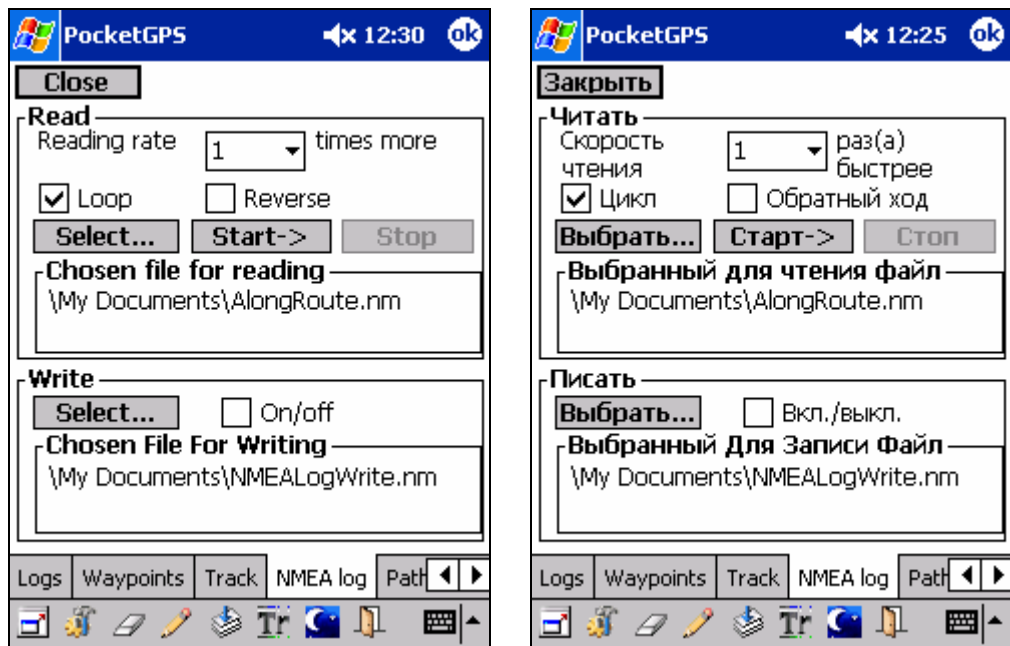 PocketGPS 12:30 ok
Close
Read
Reading rate 1 times more
Loop Reverse
Select... Start-> Stop
Chosen file for reading
\My Documents\AlongRoute.nm
Write
Select... On/off
Chosen File For Writing
\My Documents\NMEALogWrite.nm
Logs Waypoints Track NMEA log Path
Tr
PocketGPS 12:25 ok
Закрыть
Читать
Скорость чтения 1 раз(а) быстрее
Цикл Обратный ход
Выбрать... Старт-> Стоп
Выбранный для чтения файл
\My Documents\AlongRoute.nm
Писать
Выбрать... Вкл./выкл.
Выбранный Для Записи Файл
\My Documents\NMEALogWrite.nm
Logs Waypoints Track NMEA log Path
Tr